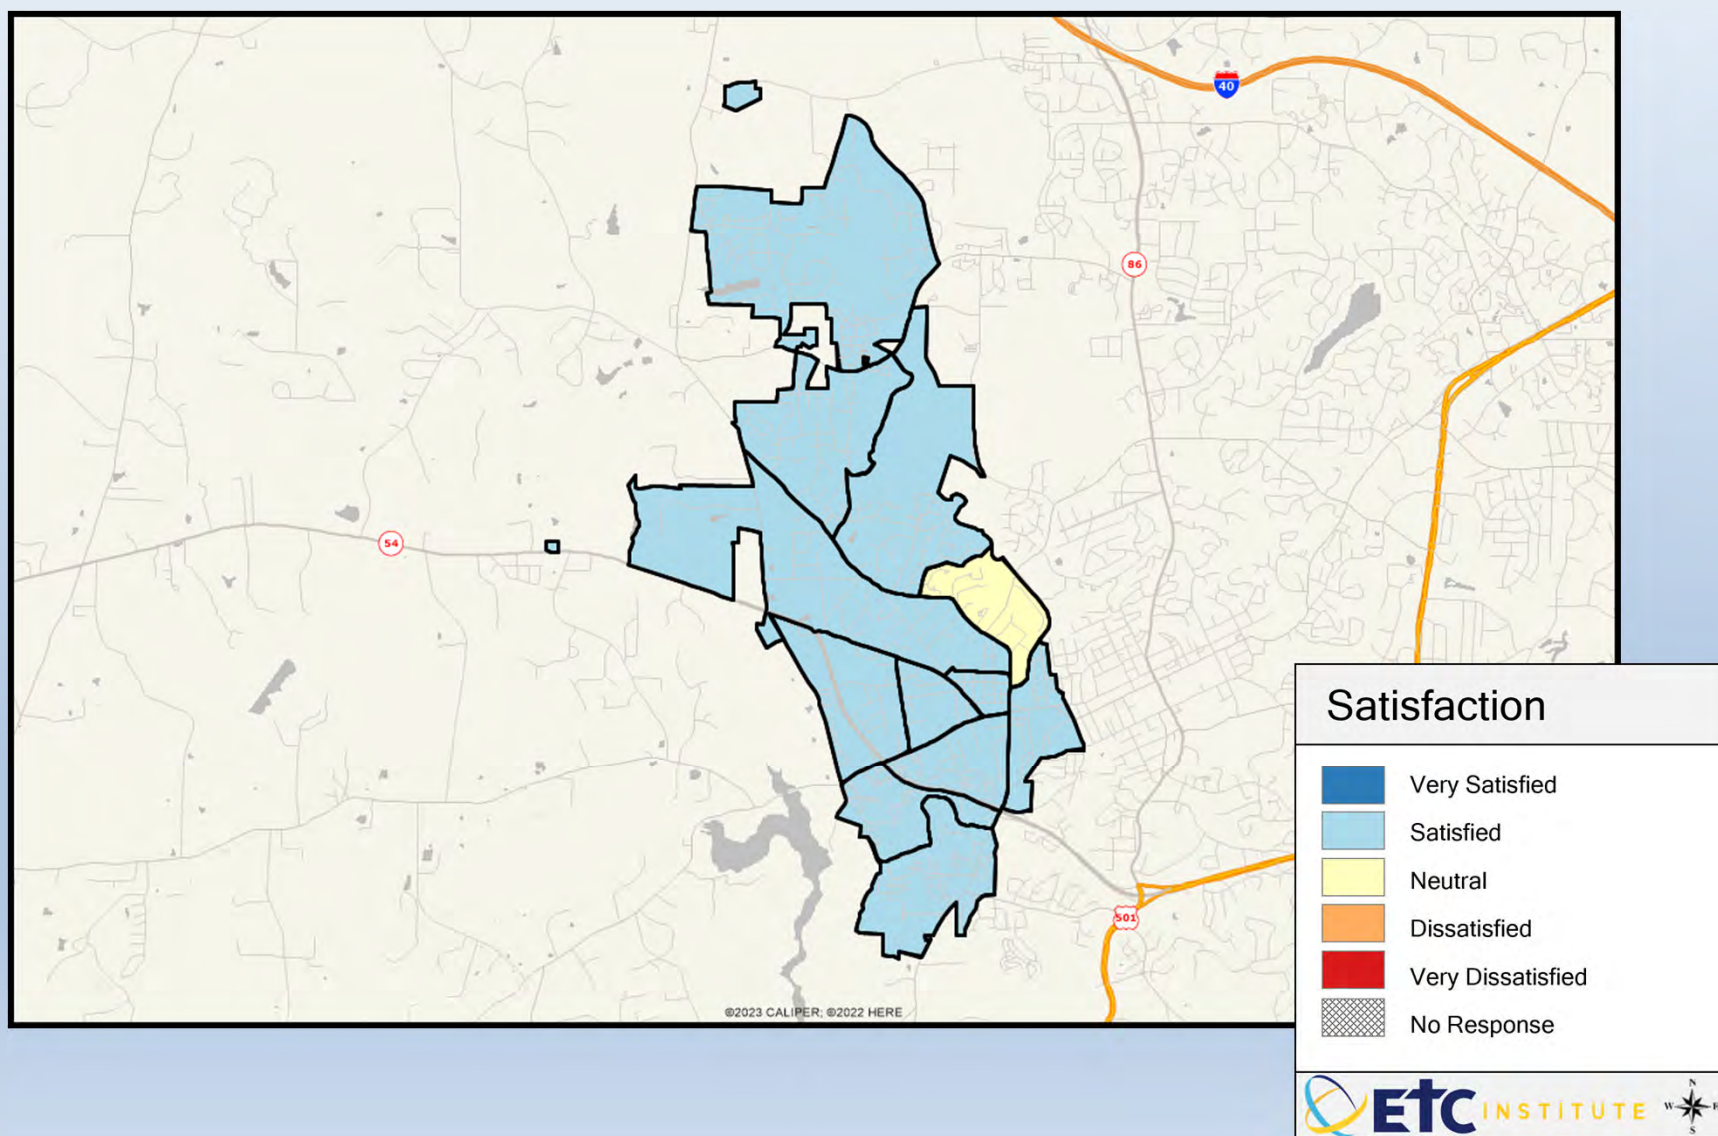 40
86
54
501
©2023 CALIPER; ©2022 HERE
Satisfaction
Very Satisfied
Satisfied
Neutral
Dissatisfied
Very Dissatisfied
No Response
ETC INSTITUTE
N
W E
S